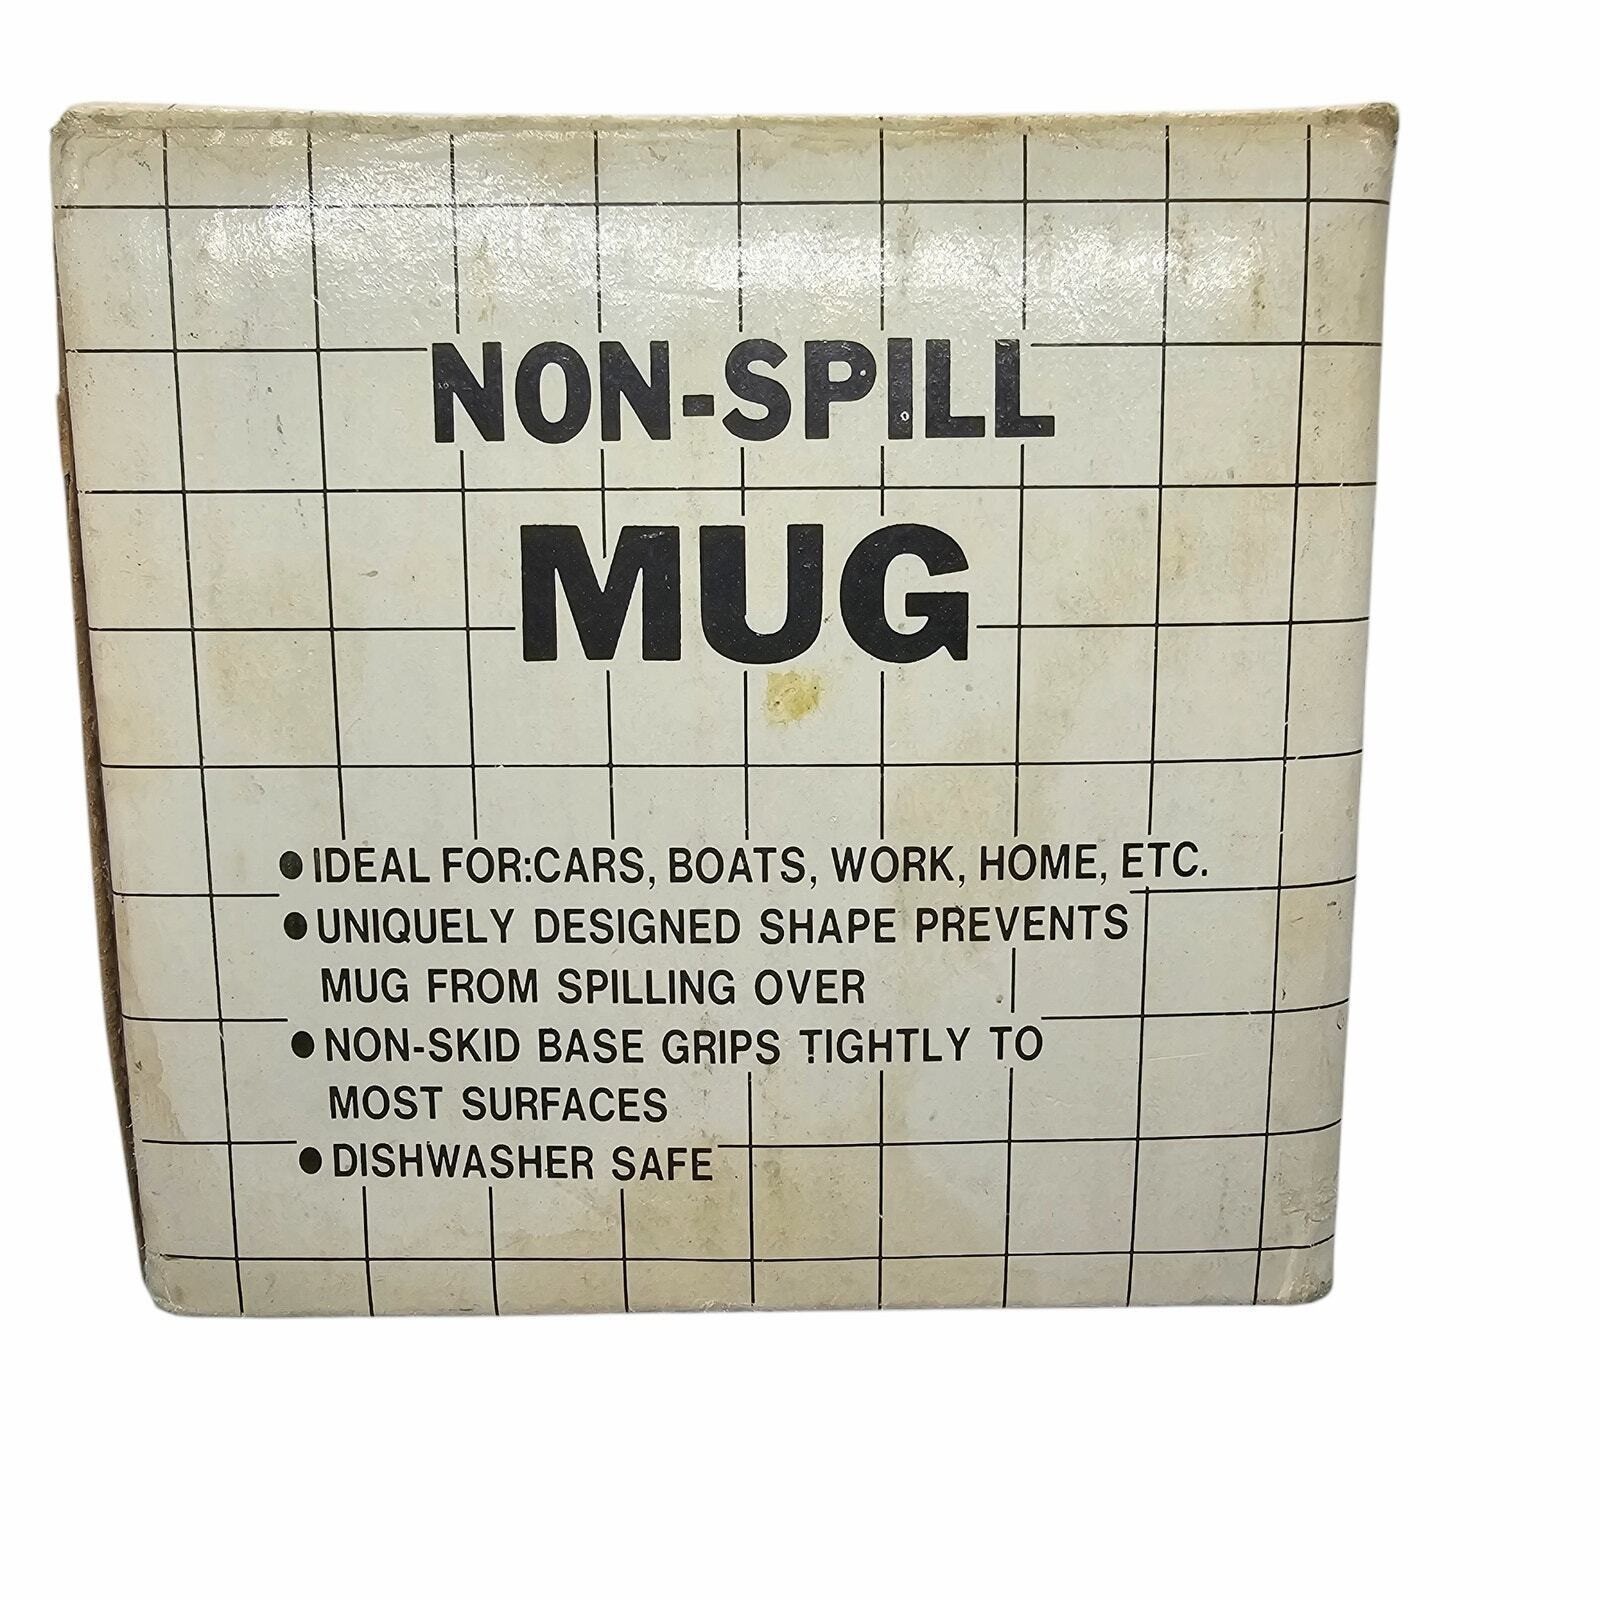 NON-SPILL
MUG
●IDEAL FOR:CARS, BOATS, WORK, HOME, ETC.
●UNIQUELY DESIGNED SHAPE PREVENTS
MUG FROM SPILLING OVER
●NON-SKID BASE GRIPS TIGHTLY TO
MOST SURFACES
●DISHWASHER SAFE